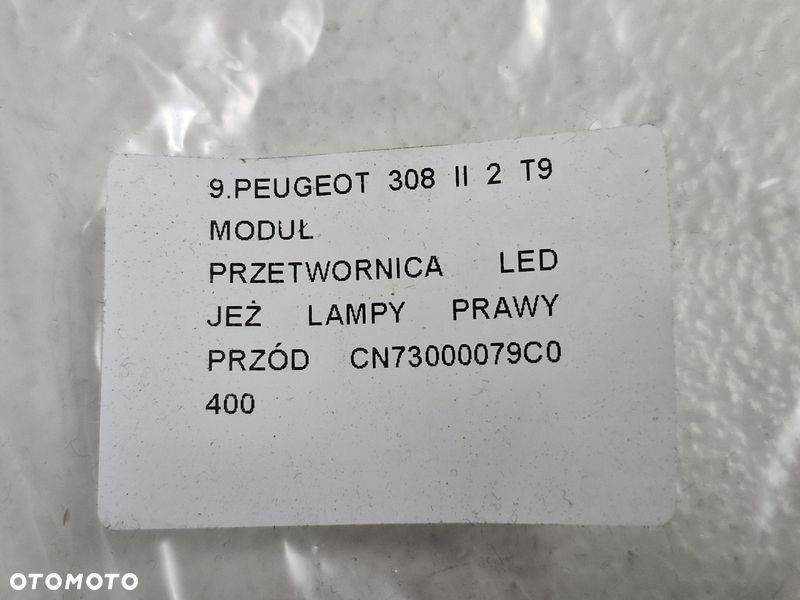 9.PEUGEOT 308 II 2 T9
MODUŁ
PRZETWORNICA LED
JEŻ LAMPY PRAWY
PRZÓD CN73000079C0
400
OTOMOTO